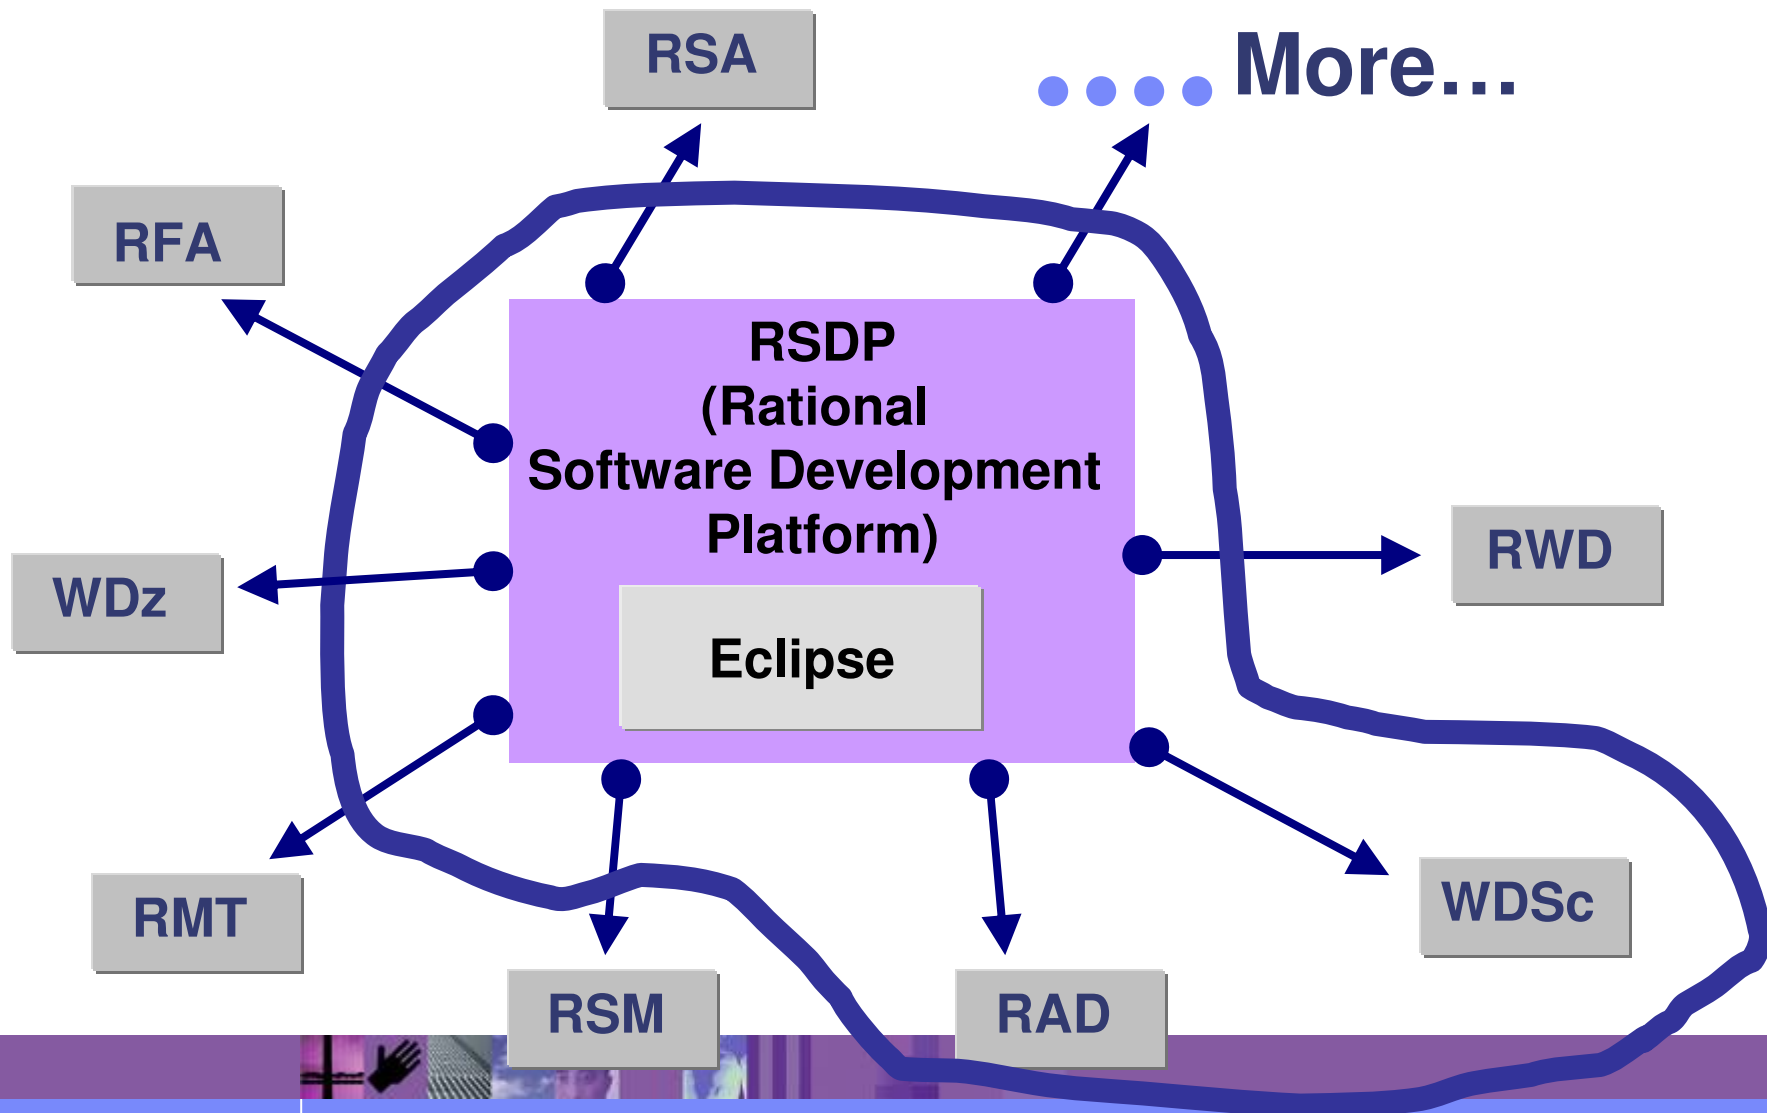 RSA
.... More...
RFA
RSDP
(Rational
Software Development
Platform)
RWD
WDz
Eclipse
WDSc
RMT
RSM
RAD